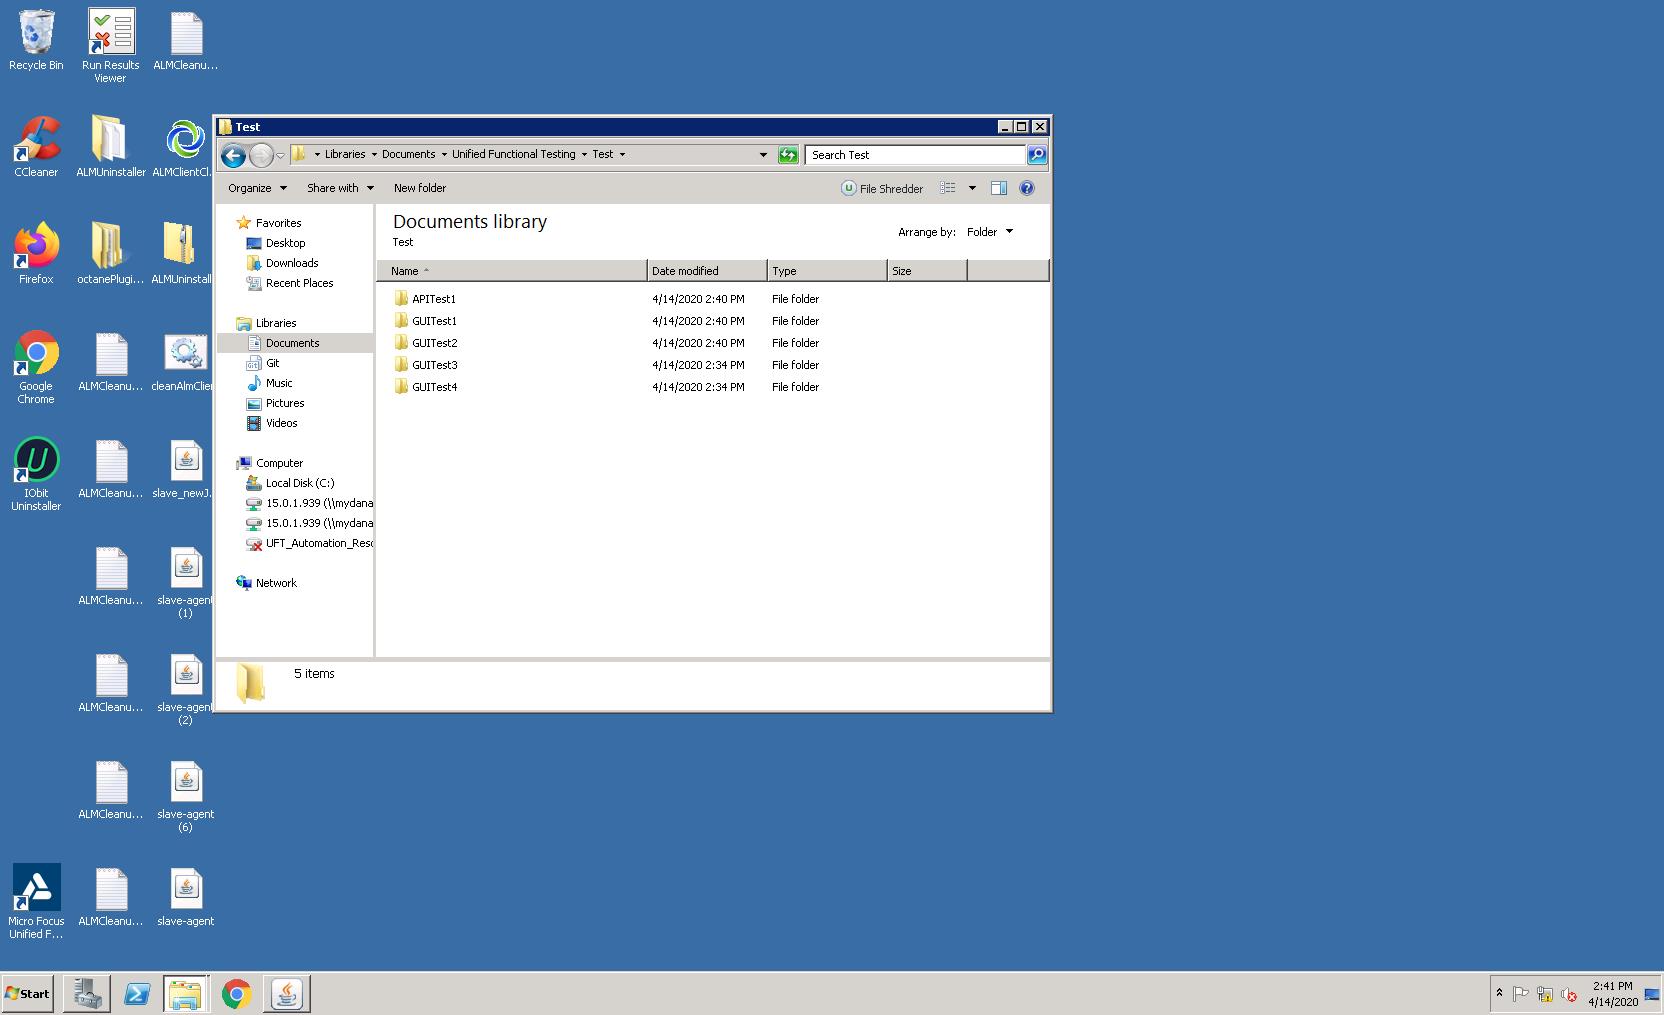 Recycle Bin
Run Results
Viewer
ALMCleanu...
CCleaner
ALMUninstaller
ALMClientCl...
Firefox
octanePlugi...
ALMUninstall
Google
Chrome
ALMCleanu...
cleanAlmClie
IObit
Uninstaller
ALMCleanu...
slave_newJ.
ALMCleanu...
slave-agent
(1)
ALMCleanu...
slave-agent
(2)
ALMCleanu...
slave-agent
(6)
Micro Focus
Unified F...
ALMCleanu...
slave-agent
Test
Libraries Documents Unified Functional Testing Test
Search Test
Organize Share with New folder
File Shredder
Favorites
Desktop
Downloads
Recent Places
Libraries
Documents
Git
Music
Pictures
Videos
Computer
Local Disk (C:)
15.0.1.939 (\\mydana
15.0.1.939 (\\mydana
UFT_Automation_Reso
Network
Documents library
Test
Arrange by: Folder
Name Date modified Type Size
APITest1 4/14/2020 2:40 PM File folder
GUITest1 4/14/2020 2:40 PM File folder
GUITest2 4/14/2020 2:40 PM File folder
GUITest3 4/14/2020 2:34 PM File folder
GUITest4 4/14/2020 2:34 PM File folder
5 items
Start
2:41 PM
4/14/2020